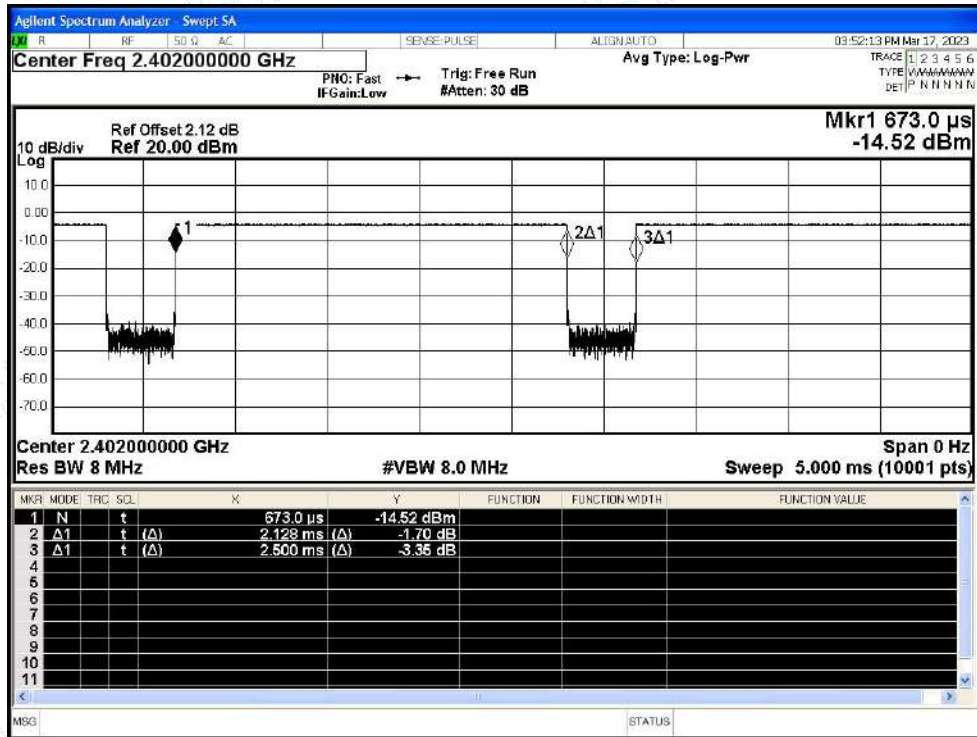 Agilent Spectrum Analyzer - Swept SA
LXI R RF 50 Ω AC SENSE:PULSE ALIGN AUTO 03:52:13 PM Mar 17, 2023
Center Freq 2.402000000 GHz Avg Type: Log-Pwr TRACE 1 2 3 4 5 6
PNO: Fast Trig: Free Run TYPE
IFGain:Low #Atten: 30 dB DET P N N N N N
Mkr1 673.0 µs
Ref Offset 2.12 dB
10 dB/div Ref 20.00 dBm -14.52 dBm
Log
10.0
0.00
1 2Δ1 3Δ1
-10.0
-20.0
-30.0
-40.0
-50.0
-60.0
-70.0
Center 2.402000000 GHz Span 0 Hz
Res BW 8 MHz #VBW 8.0 MHz Sweep 5.000 ms (10001 pts)
MKR MODE TRC SCL X Y FUNCTION FUNCTION WIDTH FUNCTION VALUE
1 N t 673.0 µs -14.52 dBm
2 Δ1 t (Δ) 2.128 ms (Δ) -1.70 dB
3 Δ1 t (Δ) 2.500 ms (Δ) -3.35 dB
4
5
6
7
8
9
10
11
MSG STATUS